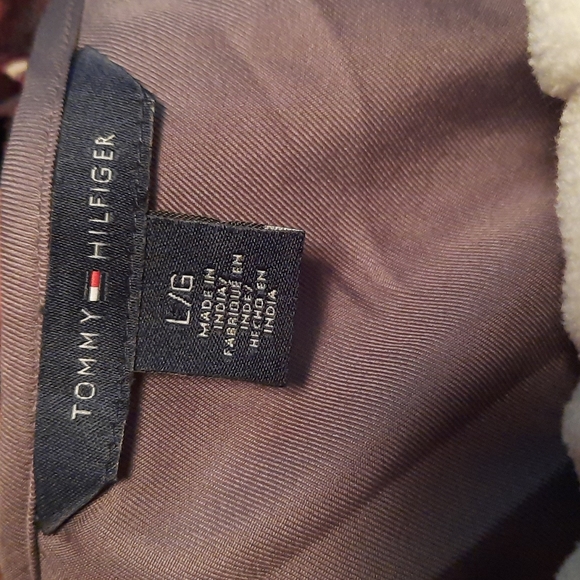 TOMMY HILFIGER
L/G
MADE IN
INDIA/
FABRIQUÉ EN
INDE/
HECHO EN
INDIA